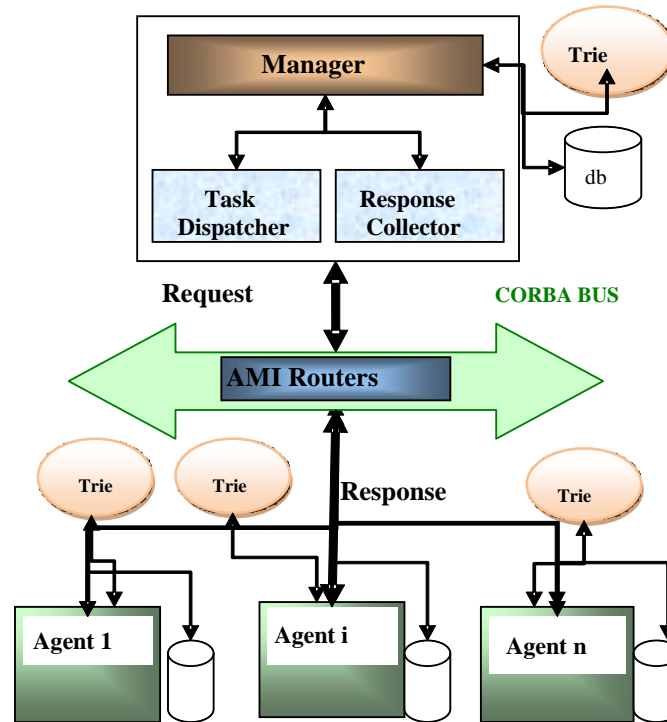 Manager
Trie
db
Task
Dispatcher
Response
Collector
Request
CORBA BUS
AMI Routers
Trie
Trie
Response
Trie
Agent 1
Agent i
Agent n